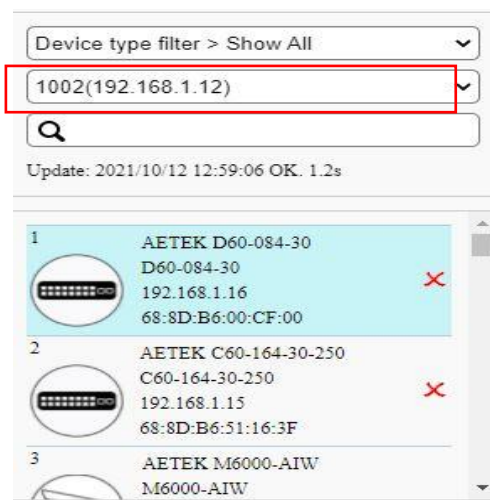 Device type filter > Show All
1002(192.168.1.12)
Update: 2021/10/12 12:59:06 OK. 1.2s
1
AETEK D60-084-30
D60-084-30
192.168.1.16
68:8D:B6:00:CF:00
2
AETEK C60-164-30-250
C60-164-30-250
192.168.1.15
68:8D:B6:51:16:3F
3
AETEK M6000-AIW
M6000-AIW